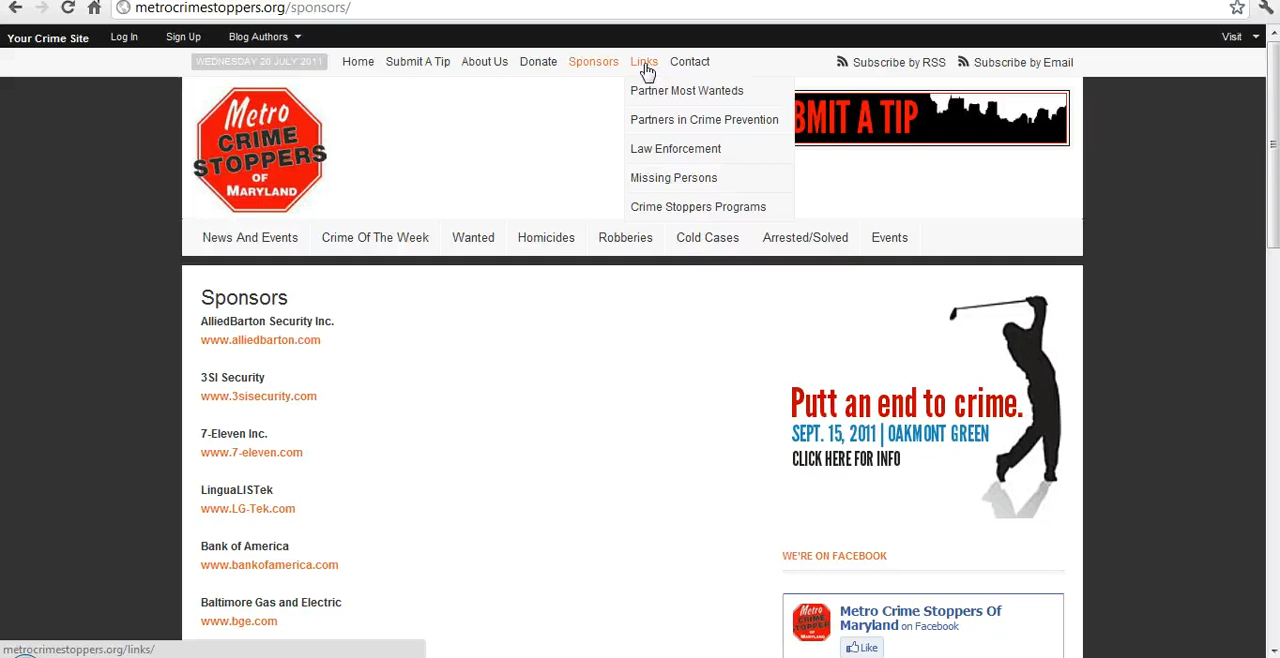 metrocrimestoppers.org/sponsors/
Your Crime Site Log In Sign Up Blog Authors Visit
WEDNESDAY 20 JULY 2011 Home Submit A Tip About Us Donate Sponsors Links Contact Subscribe by RSS Subscribe by Email
Partner Most Wanteds
Partners in Crime Prevention
Law Enforcement
Missing Persons
Crime Stoppers Programs
Metro
CRIME
STOPPERS
OF
MARYLAND
BMIT A TIP
News And Events Crime Of The Week Wanted Homicides Robberies Cold Cases Arrested/Solved Events
Sponsors
AlliedBarton Security Inc.
www.alliedbarton.com
3SI Security
www.3sisecurity.com
7-Eleven Inc.
www.7-eleven.com
LinguaLISTek
www.LG-Tek.com
Bank of America
www.bankofamerica.com
Baltimore Gas and Electric
www.bge.com
Putt an end to crime.
SEPT. 15, 2011 | OAKMONT GREEN
CLICK HERE FOR INFO
WE'RE ON FACEBOOK
Metro
CRIME
STOPPERS
MARYLAND
Metro Crime Stoppers Of
Maryland on Facebook
Like
metrocrimestoppers.org/links/